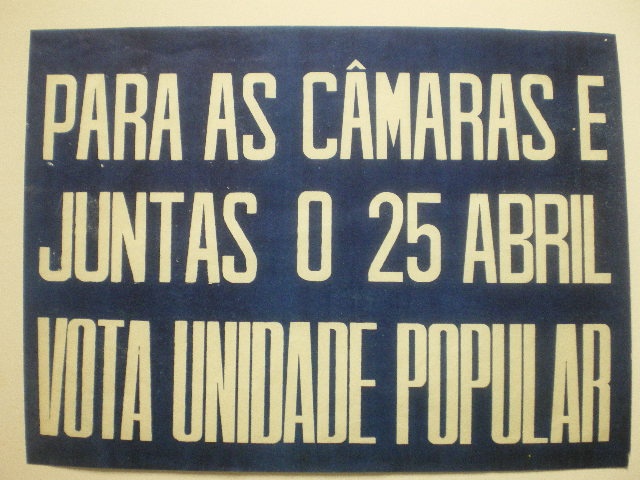 PARA AS CÂMARAS E
JUNTAS O 25 ABRIL
VOTA UNIDADE POPULAR